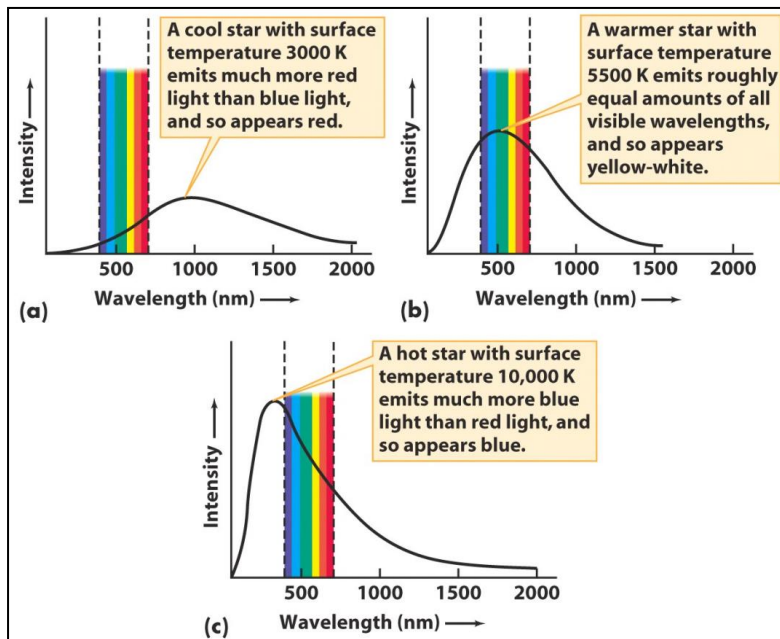 A cool star with surface
temperature 3000 K
emits much more red
light than blue light,
and so appears red.
Intensity
500 1000 1500 2000
Wavelength (nm)
(a)
A warmer star with
surface temperature
5500 K emits roughly
equal amounts of all
visible wavelengths,
and so appears
yellow-white.
Intensity
500 1000 1500 2000
Wavelength (nm)
(b)
A hot star with surface
temperature 10,000 K
emits much more blue
light than red light, and
so appears blue.
Intensity
500 1000 1500 2000
Wavelength (nm)
(c)